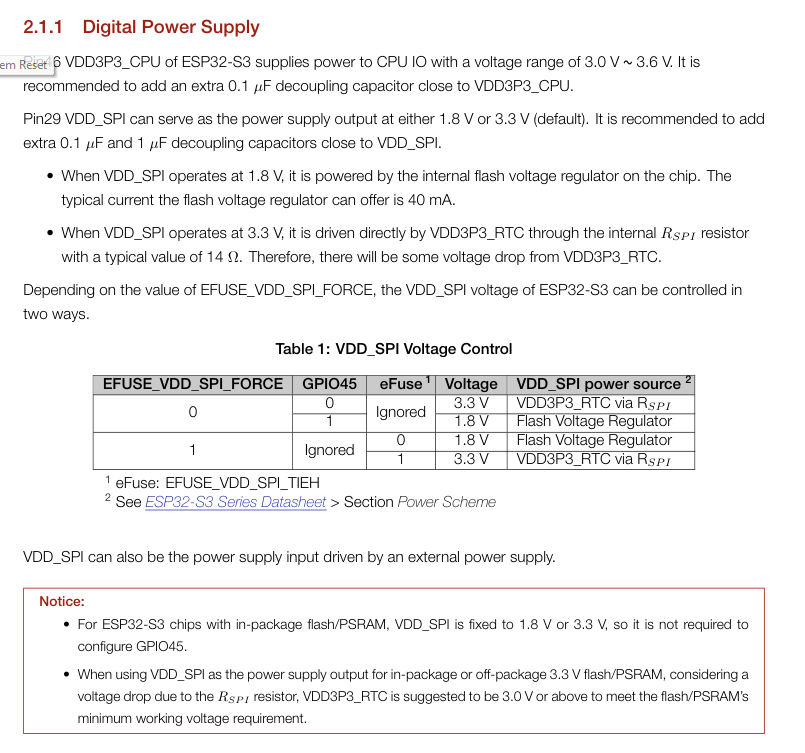 2.1.1 Digital Power Supply
em Reset
Pin46 VDD3P3_CPU of ESP32-S3 supplies power to CPU IO with a voltage range of 3.0 V ~ 3.6 V. It is
recommended to add an extra 0.1 μF decoupling capacitor close to VDD3P3_CPU.
Pin29 VDD_SPI can serve as the power supply output at either 1.8 V or 3.3 V (default). It is recommended to add
extra 0.1 μF and 1 μF decoupling capacitors close to VDD_SPI.
• When VDD_SPI operates at 1.8 V, it is powered by the internal flash voltage regulator on the chip. The
typical current the flash voltage regulator can offer is 40 mA.
• When VDD_SPI operates at 3.3 V, it is driven directly by VDD3P3_RTC through the internal R_SPI resistor
with a typical value of 14 Ω. Therefore, there will be some voltage drop from VDD3P3_RTC.
Depending on the value of EFUSE_VDD_SPI_FORCE, the VDD_SPI voltage of ESP32-S3 can be controlled in
two ways.
Table 1: VDD_SPI Voltage Control
EFUSE_VDD_SPI_FORCE GPIO45 eFuse 1 Voltage VDD_SPI power source 2
0 0 Ignored 3.3 V VDD3P3_RTC via R_SPI
1 1.8 V Flash Voltage Regulator
1 Ignored 0 1.8 V Flash Voltage Regulator
1 3.3 V VDD3P3_RTC via R_SPI
1 eFuse: EFUSE_VDD_SPI_TIEH
2 See ESP32-S3 Series Datasheet > Section Power Scheme
VDD_SPI can also be the power supply input driven by an external power supply.
Notice:
• For ESP32-S3 chips with in-package flash/PSRAM, VDD_SPI is fixed to 1.8 V or 3.3 V, so it is not required to
configure GPIO45.
• When using VDD_SPI as the power supply output for in-package or off-package 3.3 V flash/PSRAM, considering a
voltage drop due to the R_SPI resistor, VDD3P3_RTC is suggested to be 3.0 V or above to meet the flash/PSRAM's
minimum working voltage requirement.